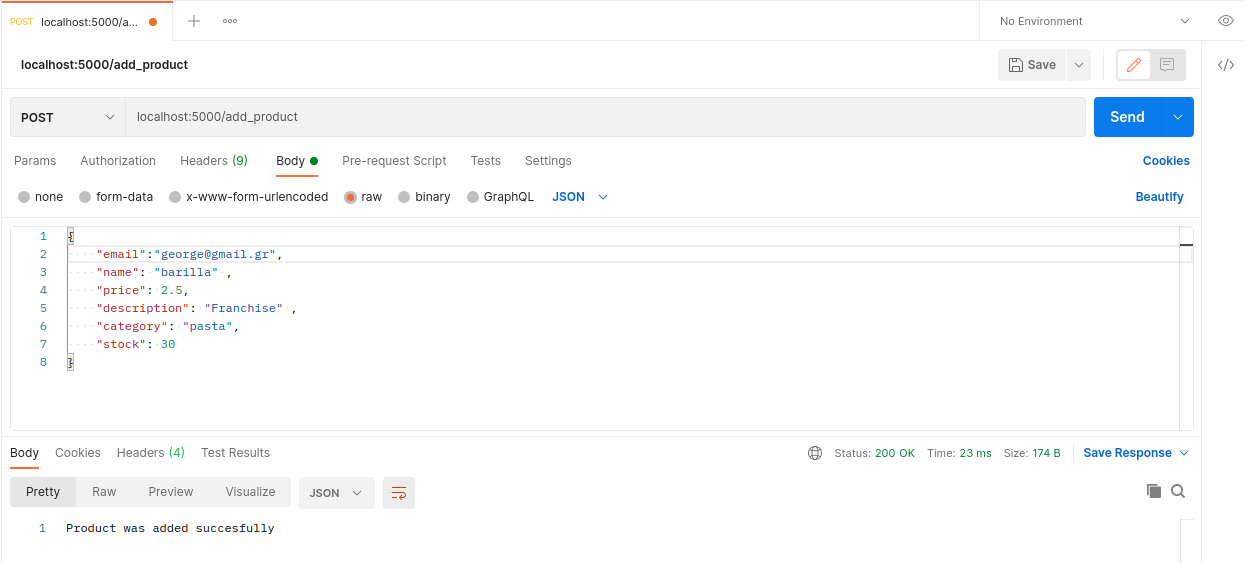 POST localhost:5000/a... No Environment
localhost:5000/add_product Save
POST localhost:5000/add_product Send
Params Authorization Headers (9) Body Pre-request Script Tests Settings Cookies
none form-data x-www-form-urlencoded raw binary GraphQL JSON Beautify
1 {
2 "email":"george@gmail.gr",
3 "name": "barilla" ,
4 "price": 2.5,
5 "description": "Franchise" ,
6 "category": "pasta",
7 "stock": 30
8 }
Body Cookies Headers (4) Test Results Status: 200 OK Time: 23 ms Size: 174 B Save Response
Pretty Raw Preview Visualize JSON
1 Product was added succesfully